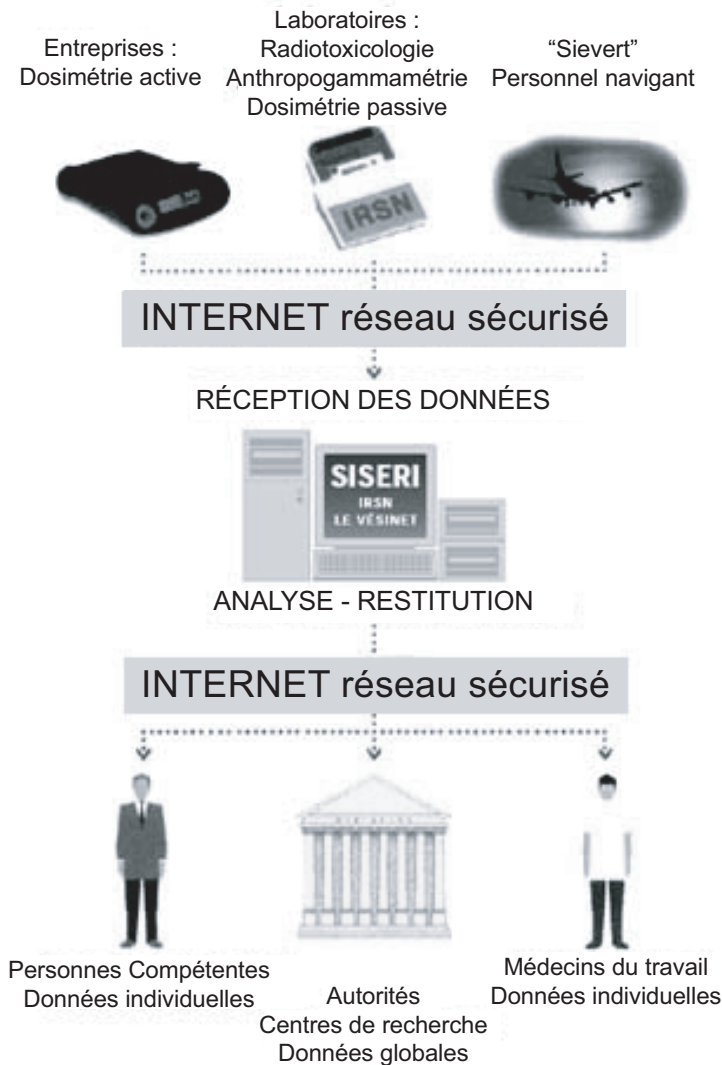 Entreprises :
Dosimétrie active
Laboratoires :
Radiotoxicologie
Anthropogammamétrie
Dosimétrie passive
“Sievert”
Personnel navigant
IRSN
INTERNET réseau sécurisé
RÉCEPTION DES DONNÉES
SISERI
IRSN
LE VÉSINET
ANALYSE - RESTITUTION
INTERNET réseau sécurisé
Personnes Compétentes
Données individuelles
Autorités
Centres de recherche
Données globales
Médecins du travail
Données individuelles